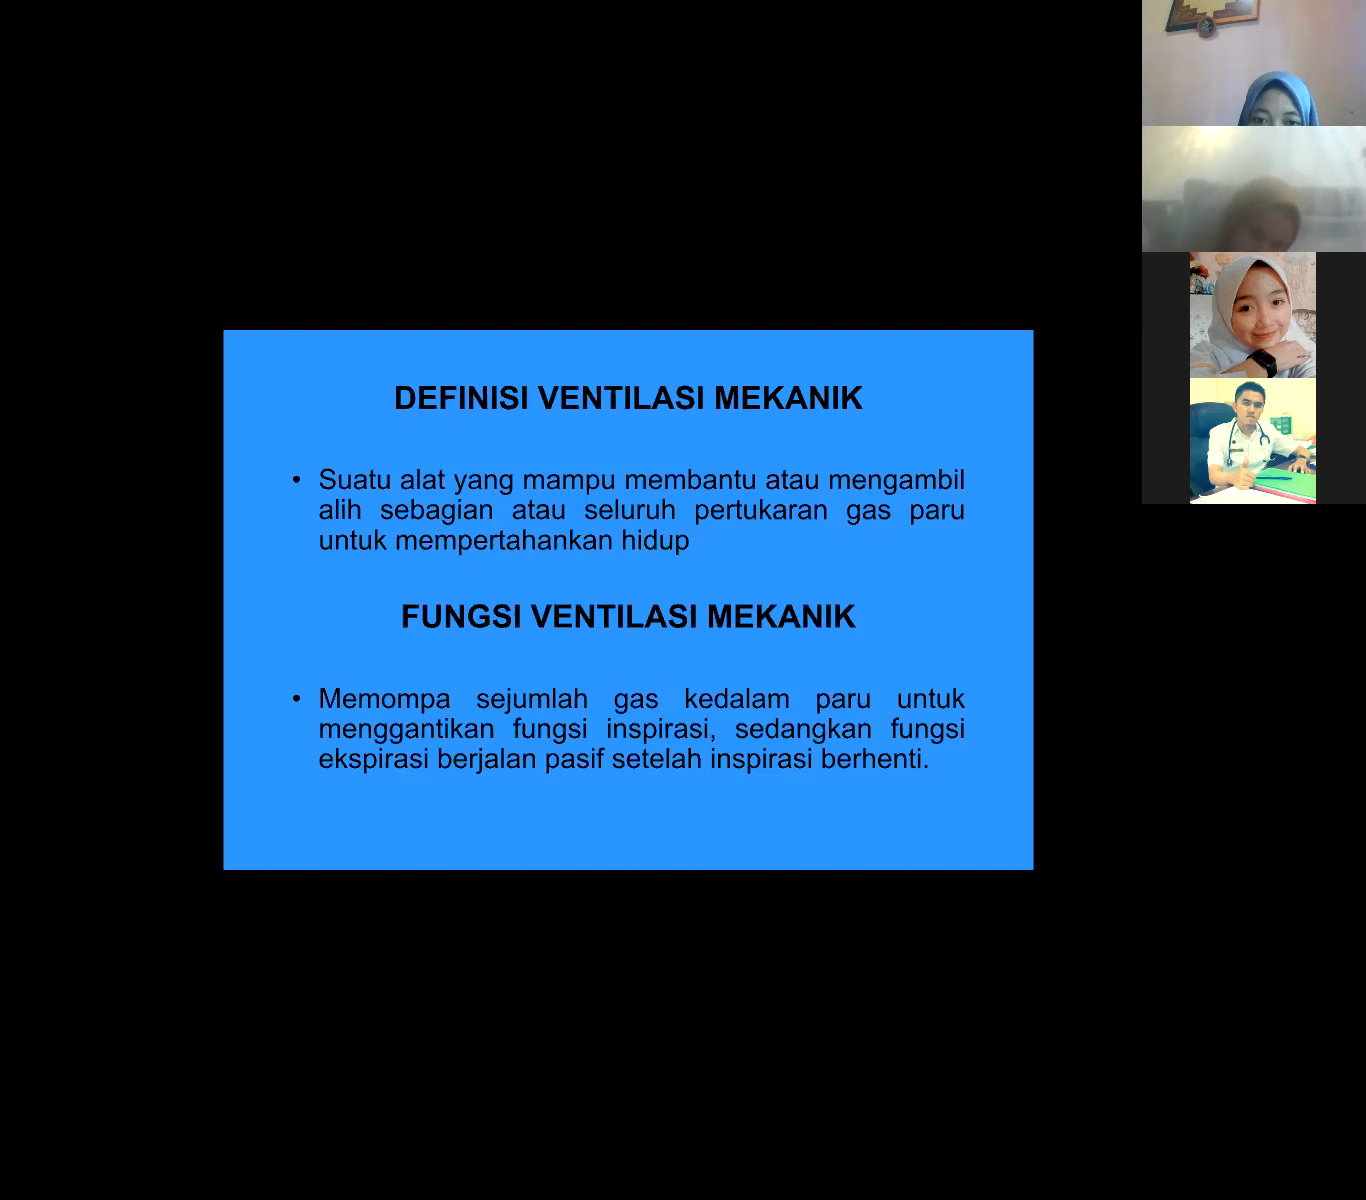 DEFINISI VENTILASI MEKANIK
• Suatu alat yang mampu membantu atau mengambil
alih sebagian atau seluruh pertukaran gas paru
untuk mempertahankan hidup
FUNGSI VENTILASI MEKANIK
• Memompa sejumlah gas kedalam paru untuk
menggantikan fungsi inspirasi, sedangkan fungsi
ekspirasi berjalan pasif setelah inspirasi berhenti.